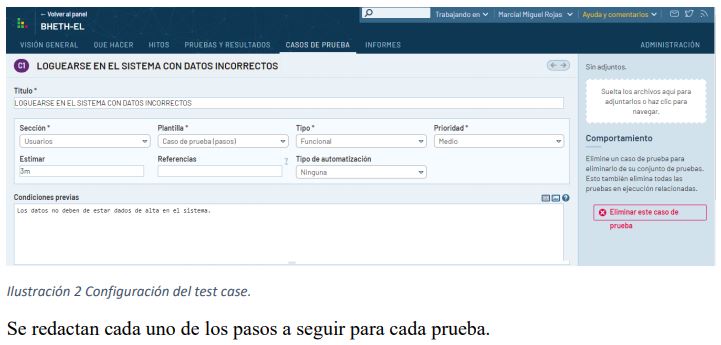 ← Volver al panel
BHETH-EL
Trabajando en
Marcial Miguel Rojas
Ayuda y comentarios
VISIÓN GENERAL QUE HACER HITOS PRUEBAS Y RESULTADOS CASOS DE PRUEBA INFORMES ADMINISTRACIÓN
C1 LOGUEARSE EN EL SISTEMA CON DATOS INCORRECTOS
Título *
LOGUEARSE EN EL SISTEMA CON DATOS INCORRECTOS
Sección * Plantilla * Tipo * Prioridad *
Usuarios Caso de prueba (pasos) Funcional Medio
Estimar Referencias Tipo de automatización
3m Ninguna
Condiciones previas
Los datos no deben de estar dados de alta en el sistema.
Sin adjuntos.
Suelta los archivos aquí para
adjuntarlos o haz clic para
navegar.
Comportamiento
Elimine un caso de prueba para
eliminarlo de su conjunto de pruebas.
Esto también elimina todas las
pruebas en ejecución relacionadas.
Eliminar este caso de
prueba
Ilustración 2 Configuración del test case.
Se redactan cada uno de los pasos a seguir para cada prueba.